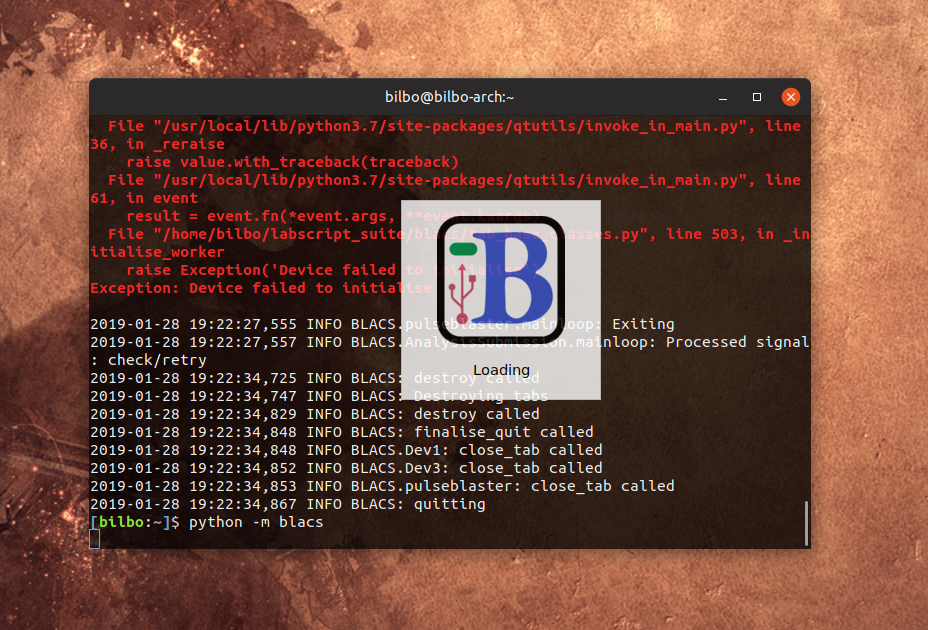 bilbo@bilbo-arch:~
File "/usr/local/lib/python3.7/site-packages/qtutils/invoke_in_main.py", line
36, in _reraise
raise value.with_traceback(traceback)
File "/usr/local/lib/python3.7/site-packages/qtutils/invoke_in_main.py", line
61, in event
result = event.fn(*event.args, **event.kwargs)
File "/home/bilbo/labscript_suite/blacs/tab_base_classes.py", line 503, in _in
itialise_worker
raise Exception('Device failed to initialise')
Exception: Device failed to initialise
2019-01-28 19:22:27,555 INFO BLACS.pulseblaster.mainloop: Exiting
2019-01-28 19:22:27,557 INFO BLACS.AnalysisSubmission.mainloop: Processed signal
: check/retry
B
Loading
2019-01-28 19:22:34,725 INFO BLACS: destroy called
2019-01-28 19:22:34,747 INFO BLACS: Destroying tabs
2019-01-28 19:22:34,829 INFO BLACS: destroy called
2019-01-28 19:22:34,848 INFO BLACS: finalise_quit called
2019-01-28 19:22:34,848 INFO BLACS.Dev1: close_tab called
2019-01-28 19:22:34,852 INFO BLACS.Dev3: close_tab called
2019-01-28 19:22:34,853 INFO BLACS.pulseblaster: close_tab called
2019-01-28 19:22:34,867 INFO BLACS: quitting
[bilbo:~]$ python -m blacs